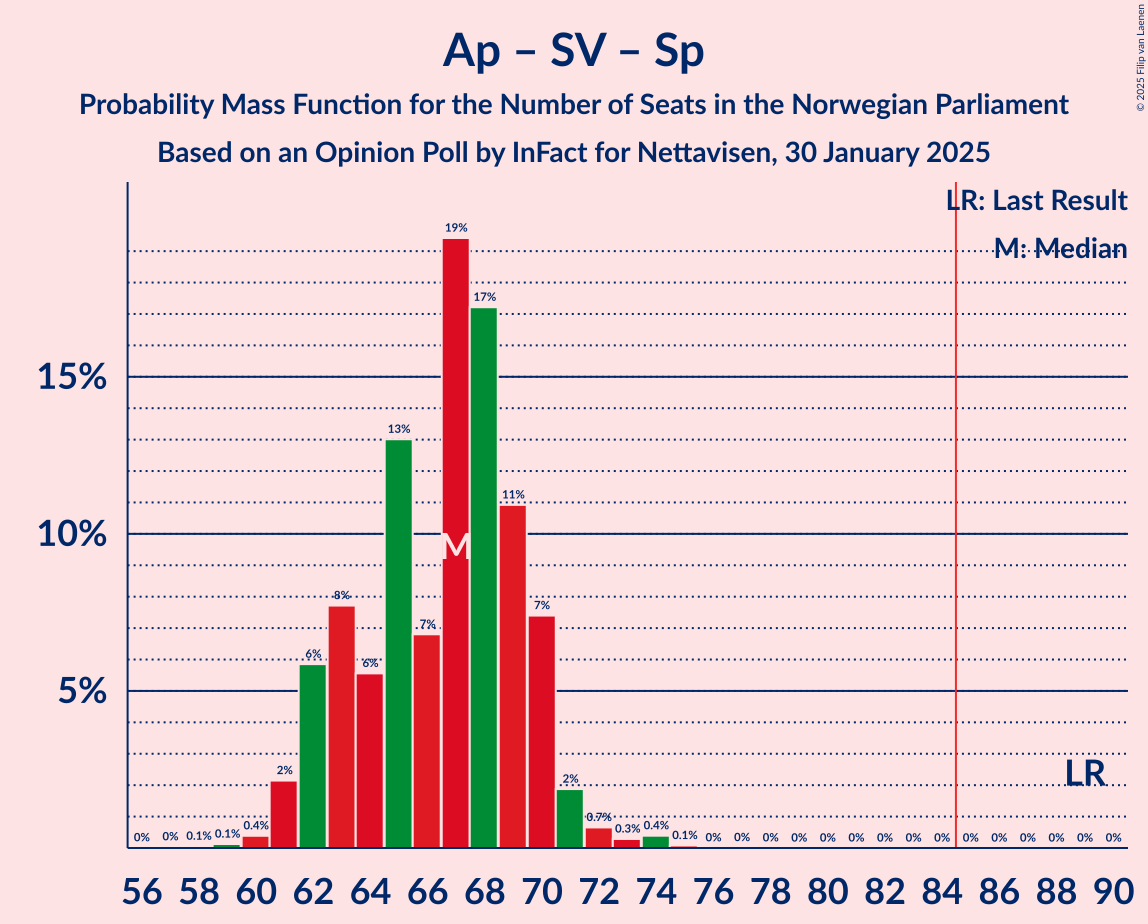 Ap – SV – Sp
Probability Mass Function for the Number of Seats in the Norwegian Parliament
Based on an Opinion Poll by InFact for Nettavisen, 30 January 2025
© 2025 Filip van Laenen
LR: Last Result
M: Median
15%
10%
5%
0% 0% 0.1% 0.1% 0.4% 2% 6% 8% 6% 13% 7% 19% 17% 11% 7% 2% 0.7% 0.3% 0.4% 0.1% 0% 0% 0% 0% 0% 0% 0% 0% 0% 0% 0% 0% 0% 0% 0%
M
LR
56 58 60 62 64 66 68 70 72 74 76 78 80 82 84 86 88 90